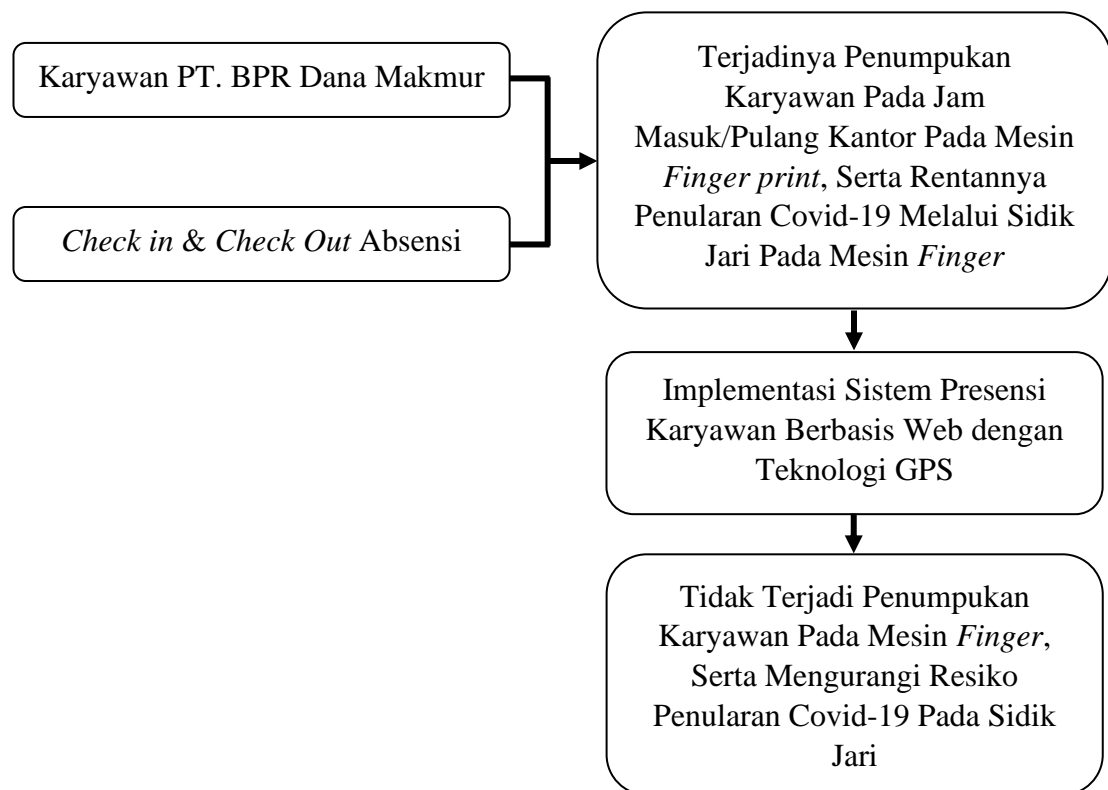 Karyawan PT. BPR Dana Makmur
Check in & Check Out Absensi
Terjadinya Penumpukan
Karyawan Pada Jam
Masuk/Pulang Kantor Pada Mesin
Finger print, Serta Rentannya
Penularan Covid-19 Melalui Sidik
Jari Pada Mesin Finger
Implementasi Sistem Presensi
Karyawan Berbasis Web dengan
Teknologi GPS
Tidak Terjadi Penumpukan
Karyawan Pada Mesin Finger,
Serta Mengurangi Resiko
Penularan Covid-19 Pada Sidik
Jari